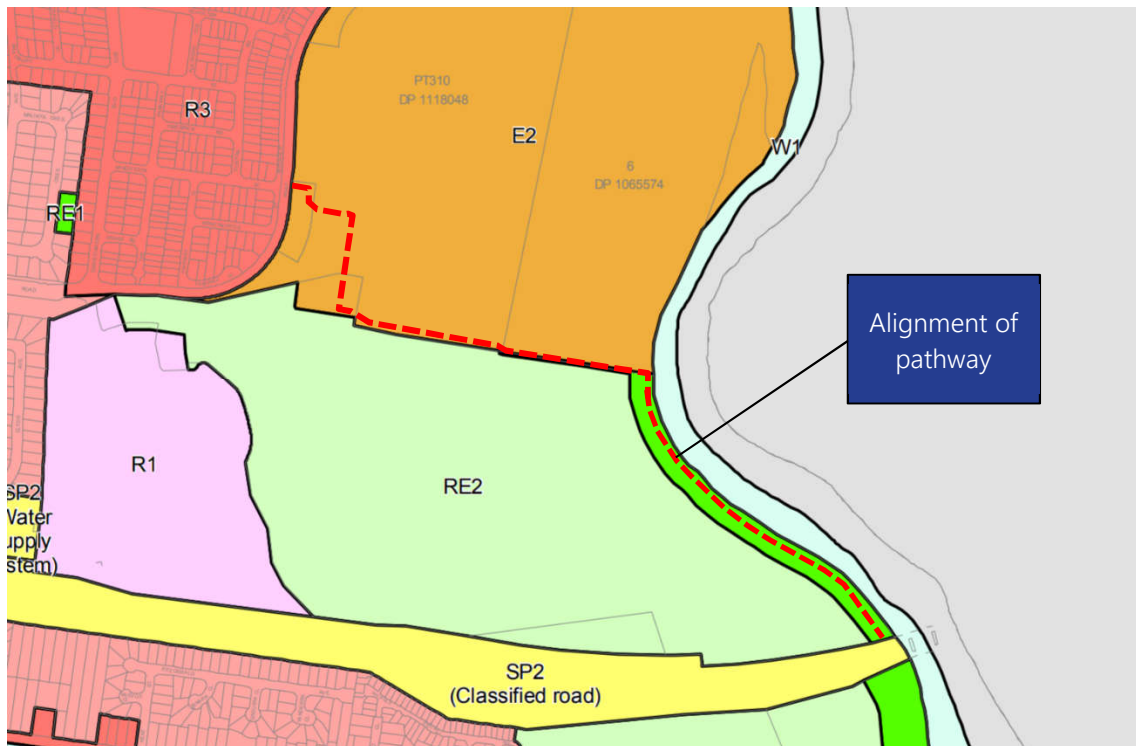 PT310
DP 1118048
R3
E2
W1
6
DP 1065574
RE1
Alignment of
pathway
R1
RE2
SP2
Water
upply
stem)
SP2
(Classified road)